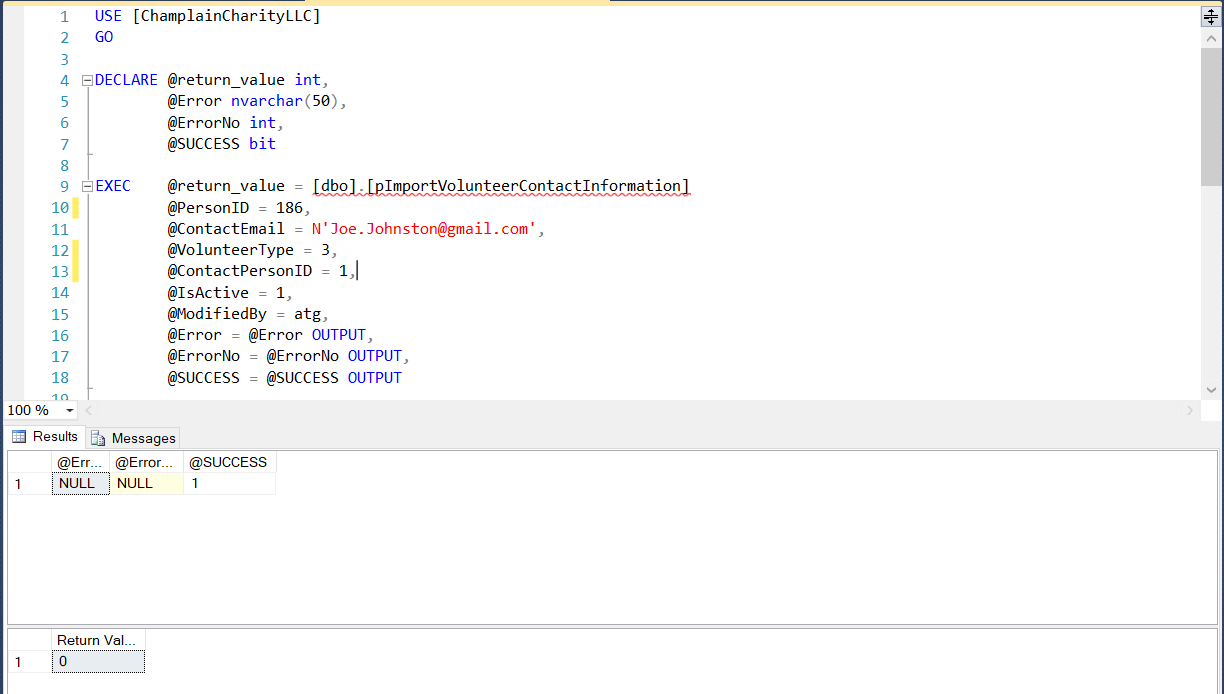 1 USE [ChamplainCharityLLC]
2 GO
3
4 DECLARE @return_value int,
5 @Error nvarchar(50),
6 @ErrorNo int,
7 @SUCCESS bit
8
9 EXEC @return_value = [dbo].[pImportVolunteerContactInformation]
10 @PersonID = 186,
11 @ContactEmail = N'Joe.Johnston@gmail.com',
12 @VolunteerType = 3,
13 @ContactPersonID = 1,
14 @IsActive = 1,
15 @ModifiedBy = atg,
16 @Error = @Error OUTPUT,
17 @ErrorNo = @ErrorNo OUTPUT,
18 @SUCCESS = @SUCCESS OUTPUT
19
100 %
Results Messages
@Err... @Error... @SUCCESS
1 NULL NULL 1
Return Val...
1 0